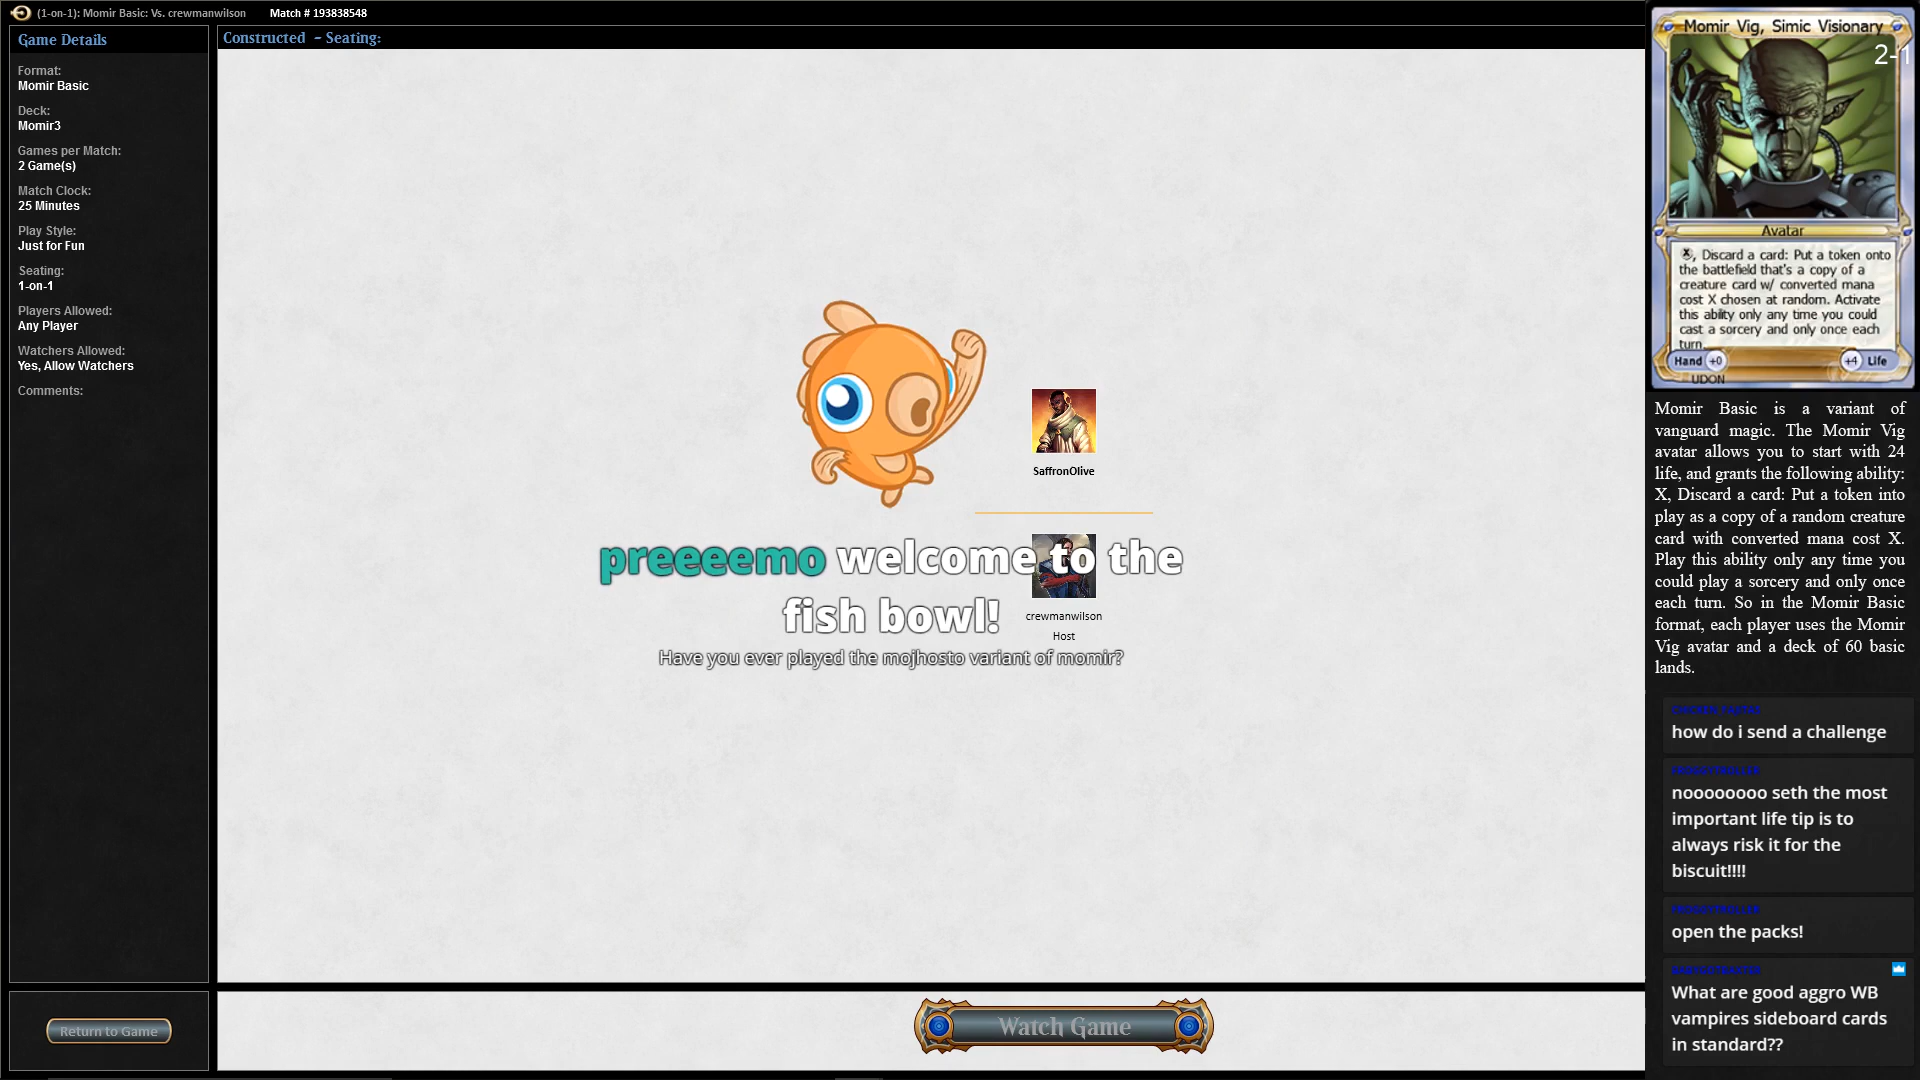 (1-on-1): Momir Basic: Vs. crewmanwilson
Match # 193838548
Game Details
Format:
Momir Basic
Deck:
Momir3
Games per Match:
2 Game(s)
Match Clock:
25 Minutes
Play Style:
Just for Fun
Seating:
1-on-1
Players Allowed:
Any Player
Watchers Allowed:
Yes, Allow Watchers
Comments:
Return to Game
Constructed - Seating:
SaffronOlive
preeeemo welcome to the
fish bowl!
crewmanwilson
Host
Have you ever played the mojhosto variant of momir?
Watch Game
Momir Vig, Simic Visionary
2-1
Avatar
X, Discard a card: Put a token onto
the battlefield that's a copy of a
creature card w/ converted mana
cost X chosen at random. Activate
this ability only any time you could
cast a sorcery and only once each
turn.
Hand +0
+4 Life
UDON
Momir Basic is a variant of
vanguard magic. The Momir Vig
avatar allows you to start with 24
life, and grants the following ability:
X, Discard a card: Put a token into
play as a copy of a random creature
card with converted mana cost X.
Play this ability only any time you
could play a sorcery and only once
each turn. So in the Momir Basic
format, each player uses the Momir
Vig avatar and a deck of 60 basic
lands.
how do i send a challenge
noooooooo seth the most
important life tip is to
always risk it for the
biscuit!!!!
open the packs!
What are good aggro WB
vampires sideboard cards
in standard??